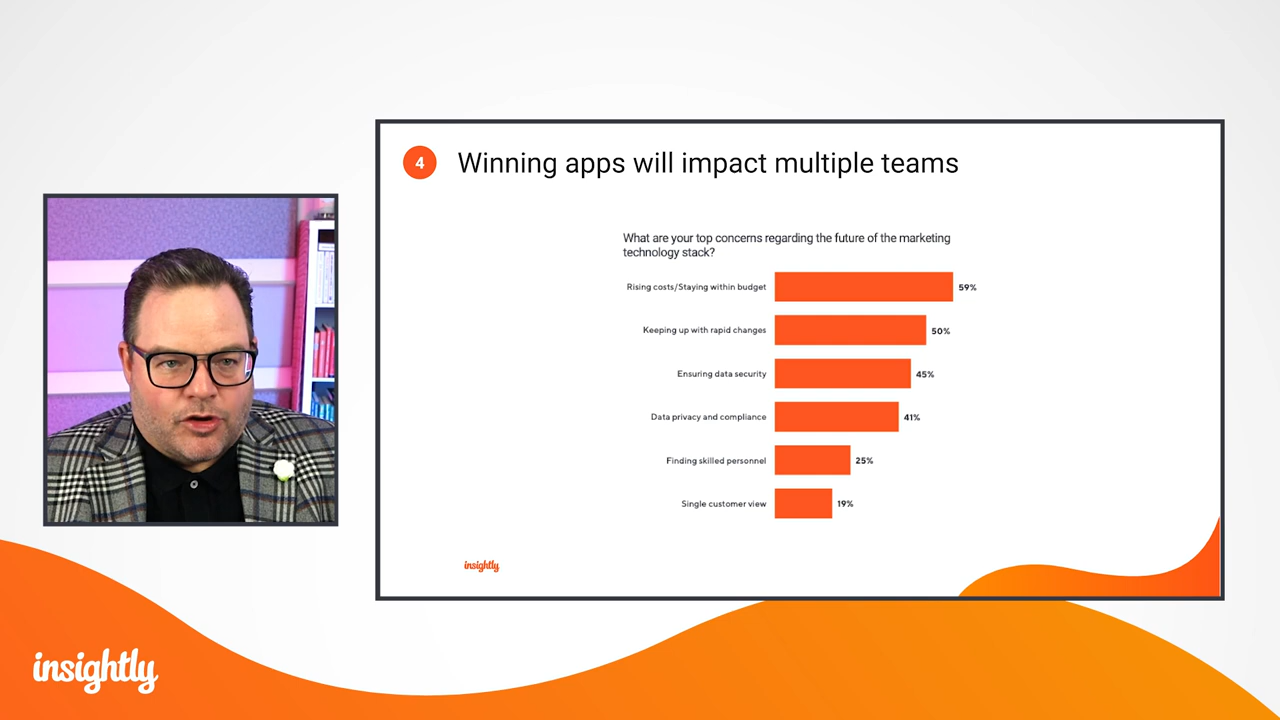 4
Winning apps will impact multiple teams
What are your top concerns regarding the future of the marketing
technology stack?
Rising costs/Staying within budget 59%
Keeping up with rapid changes 50%
Ensuring data security 45%
Data privacy and compliance 41%
Finding skilled personnel 25%
Single customer view 19%
insightly
insightly